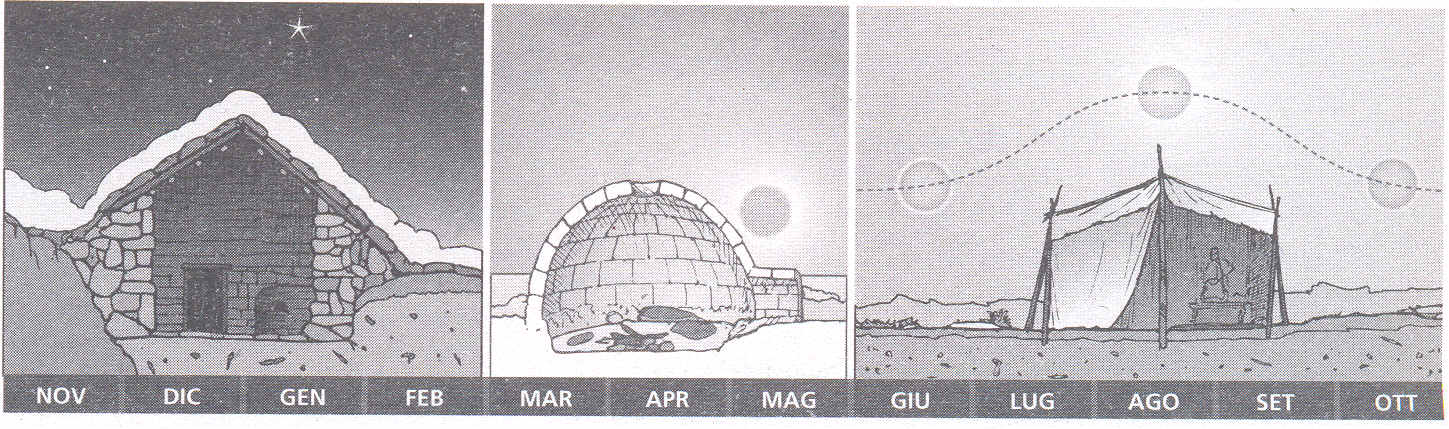 NOV DIC GEN FEB MAR APR MAG GIU LUG AGO SET OTT